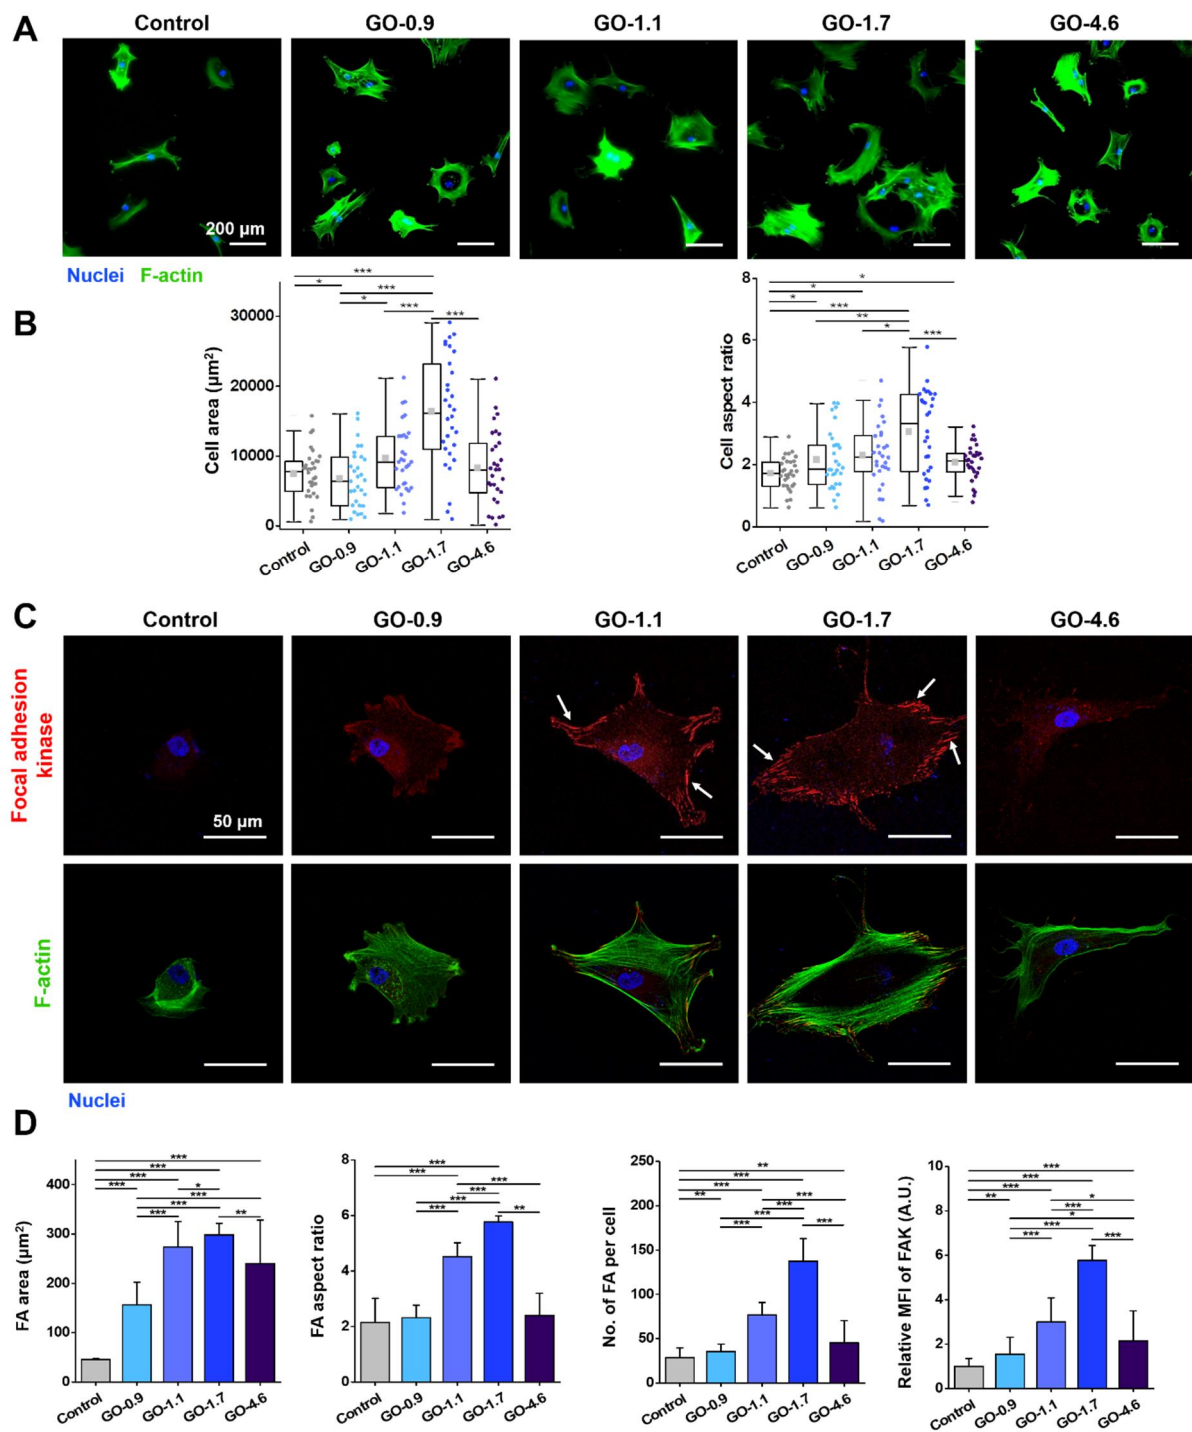 A
Control GO-0.9 GO-1.1 GO-1.7 GO-4.6
200 µm
Nuclei F-actin
B
Cell area (µm²)
30000
20000
10000
0
*** * *** * *** ***
Control GO-0.9 GO-1.1 GO-1.7 GO-4.6
Cell aspect ratio
8
6
4
2
0
* * * *** ** * ***
Control GO-0.9 GO-1.1 GO-1.7 GO-4.6
C
Control GO-0.9 GO-1.1 GO-1.7 GO-4.6
Focal adhesion
kinase
50 µm
F-actin
Nuclei
D
FA area (µm²)
400
300
200
100
0
*** *** *** * *** *** *** *** **
Control GO-0.9 GO-1.1 GO-1.7 GO-4.6
FA aspect ratio
8
6
4
2
0
*** *** *** *** *** *** **
Control GO-0.9 GO-1.1 GO-1.7 GO-4.6
No. of FA per cell
250
200
150
100
50
0
** *** *** ** *** *** *** *** ***
Control GO-0.9 GO-1.1 GO-1.7 GO-4.6
Relative MFI of FAK (A.U.)
10
8
6
4
2
0
*** *** *** ** * *** * *** *** ***
Control GO-0.9 GO-1.1 GO-1.7 GO-4.6